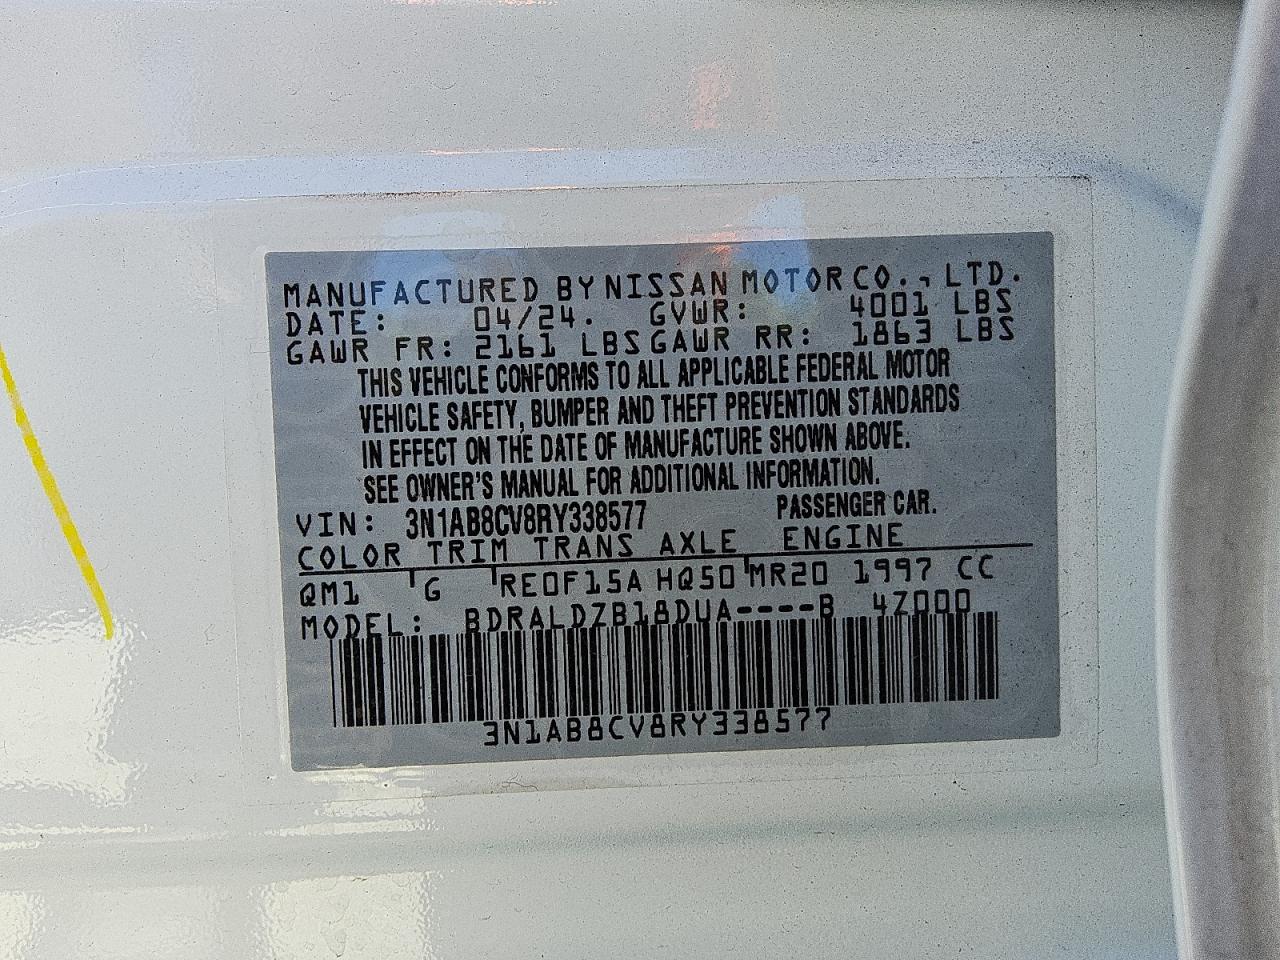 MANUFACTURED BY NISSAN MOTOR CO., LTD.
DATE: 04/24. GVWR: 4001 LBS
GAWR FR: 2161 LBS GAWR RR: 1863 LBS
THIS VEHICLE CONFORMS TO ALL APPLICABLE FEDERAL MOTOR
VEHICLE SAFETY, BUMPER AND THEFT PREVENTION STANDARDS
IN EFFECT ON THE DATE OF MANUFACTURE SHOWN ABOVE.
SEE OWNER'S MANUAL FOR ADDITIONAL INFORMATION.
VIN: 3N1AB8CV8RY338577 PASSENGER CAR.
COLOR TRIM TRANS AXLE ENGINE
QM1 G RE0F15A HQ50 MR20 1997 CC
MODEL: BDRALDZB18DUA----B 4Z000
3N1AB8CV8RY338577